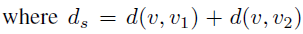 where d_s = d(v, v_1) + d(v, v_2)